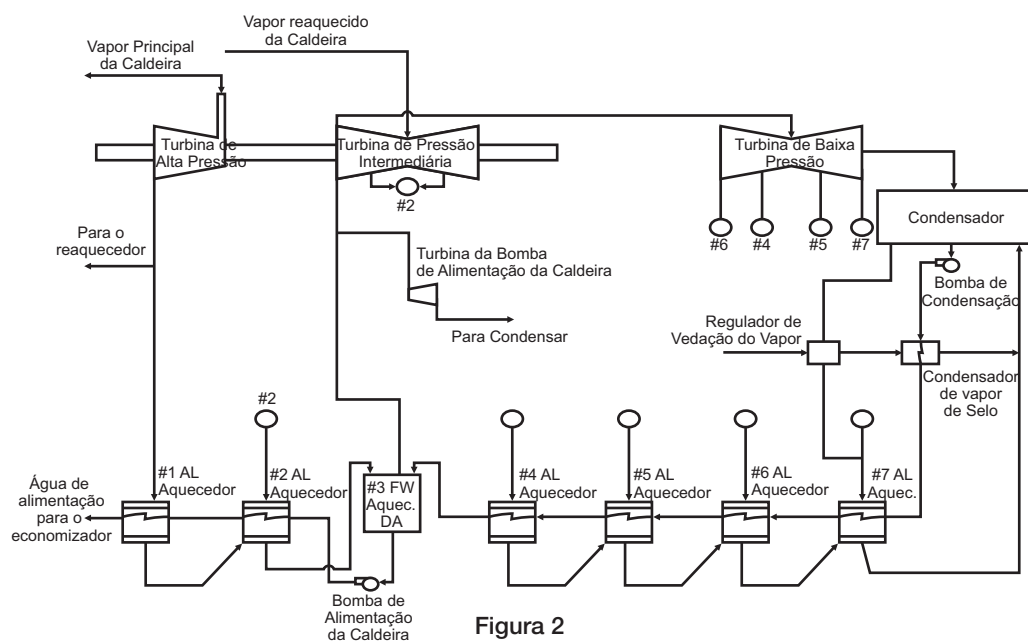 Vapor reaquecido
da Caldeira
Vapor Principal
da Caldeira
Turbina de
Alta Pressão
Turbina de Pressão
Intermediária
Turbina de Baixa
Pressão
#2
#6
#4
#5
#7
Condensador
Para o
reaquecedor
Turbina da Bomba
de Alimentação da Caldeira
Bomba de
Condensação
Para Condensar
Regulador de
Vedação do Vapor
Condensador
de vapor
de Selo
#2
#1 AL
Aquecedor
#2 AL
Aquecedor
#3 FW
Aquec.
DA
#4 AL
Aquecedor
#5 AL
Aquecedor
#6 AL
Aquecedor
#7 AL
Aquec.
Água de
alimentação
para o
economizador
Bomba de
Alimentação
da Caldeira
Figura 2